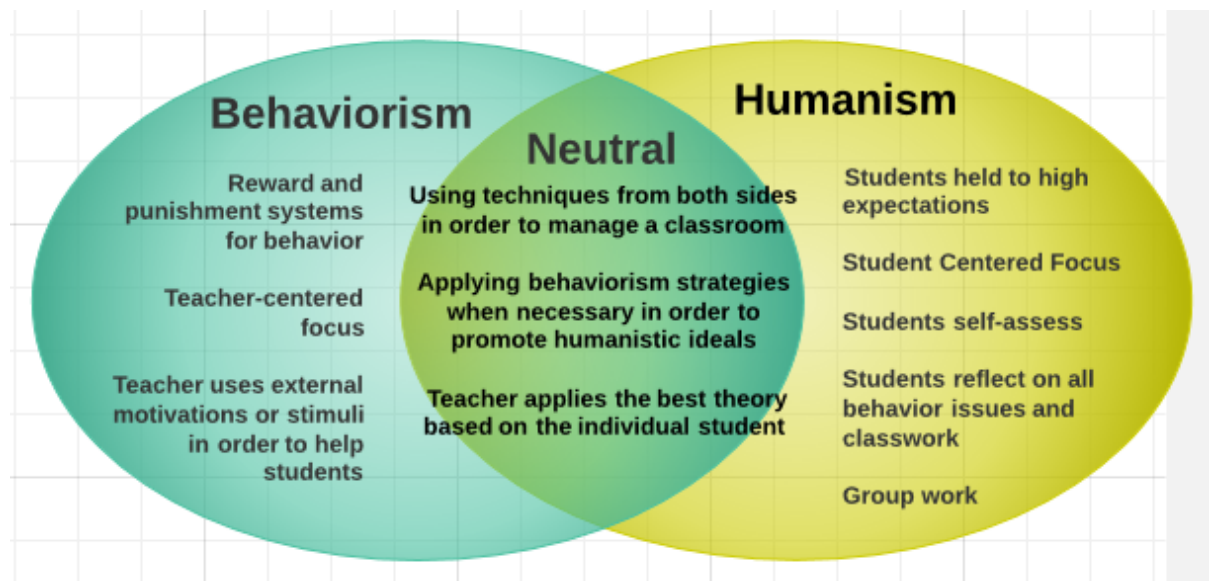 Behaviorism
Reward and
punishment systems
for behavior
Teacher-centered
focus
Teacher uses external
motivations or stimuli
in order to help
students
Neutral
Using techniques from both sides
in order to manage a classroom
Applying behaviorism strategies
when necessary in order to
promote humanistic ideals
Teacher applies the best theory
based on the individual student
Humanism
Students held to high
expectations
Student Centered Focus
Students self-assess
Students reflect on all
behavior issues and
classwork
Group work